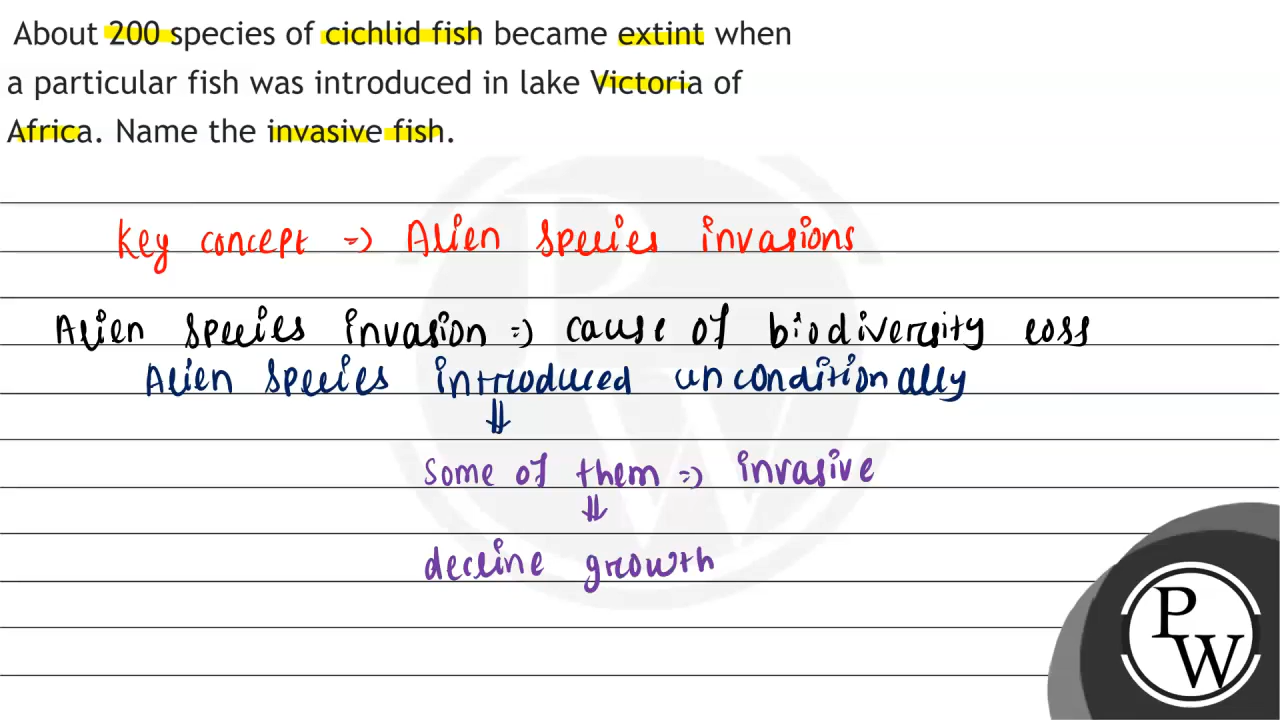 About 200 species of cichlid fish became extint when
a particular fish was introduced in lake Victoria of
Africa. Name the invasive fish.
Key concept => Alien species invasions
Alien species invasion => cause of biodiversity loss
Alien species introduced unconditionally
some of them => invasive
decline growth
P
W